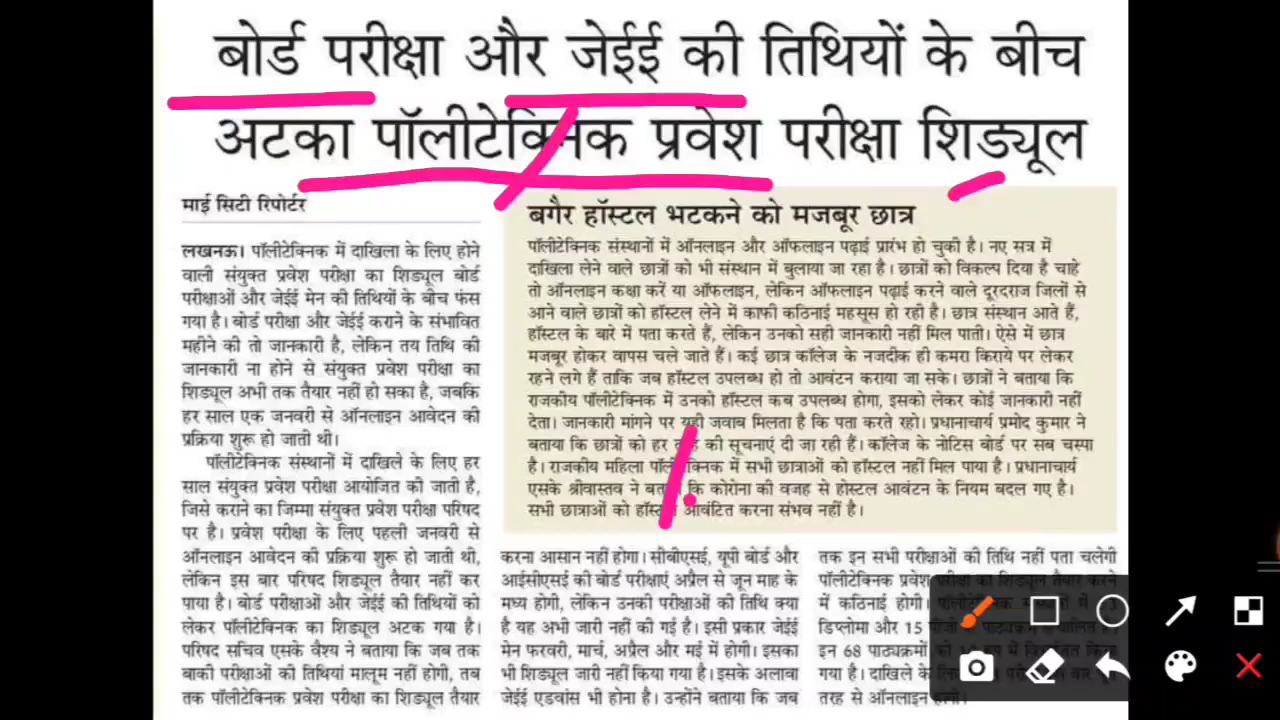 बोर्ड परीक्षा और जेईई की तिथियों के बीच
अटका पॉलीटेक्निक प्रवेश परीक्षा शिड्यूल
माई सिटी रिपोर्टर
लखनऊ। पॉलीटेक्निक में दाखिला के लिए होने
वाली संयुक्त प्रवेश परीक्षा का शिड्यूल बोर्ड
परीक्षाओं और जेईई मेन की तिथियों के बीच फंस
गया है। बोर्ड परीक्षा और जेईई कराने के संभावित
महीने की तो जानकारी है, लेकिन तय तिथि की
जानकारी ना होने से संयुक्त प्रवेश परीक्षा का
शिड्यूल अभी तक तैयार नहीं हो सका है, जबकि
हर साल एक जनवरी से ऑनलाइन आवेदन की
प्रक्रिया शुरू हो जाती थी।
पॉलीटेक्निक संस्थानों में दाखिले के लिए हर
साल संयुक्त प्रवेश परीक्षा आयोजित की जाती है,
जिसे कराने का जिम्मा संयुक्त प्रवेश परीक्षा परिषद
पर है। प्रवेश परीक्षा के लिए पहली जनवरी से
ऑनलाइन आवेदन की प्रक्रिया शुरू हो जाती थी,
लेकिन इस बार परिषद शिड्यूल तैयार नहीं कर
पाया है। बोर्ड परीक्षाओं और जेईई की तिथियों को
लेकर पॉलीटेक्निक का शिड्यूल अटक गया है।
परिषद सचिव एसके वैश्य ने बताया कि जब तक
बाकी परीक्षाओं की तिथियां मालूम नहीं होगी, तब
तक पॉलीटेक्निक प्रवेश परीक्षा का शिड्यूल तैयार
बगैर हॉस्टल भटकने को मजबूर छात्र
पॉलीटेक्निक संस्थानों में ऑनलाइन और ऑफलाइन पढ़ाई प्रारंभ हो चुकी है। नए सत्र में
दाखिला लेने वाले छात्रों को भी संस्थान में बुलाया जा रहा है। छात्रों को विकल्प दिया है चाहे
तो ऑनलाइन कक्षा करें या ऑफलाइन, लेकिन ऑफलाइन पढ़ाई करने वाले दूरदराज जिलों से
आने वाले छात्रों को हॉस्टल लेने में काफी कठिनाई महसूस हो रही है। छात्र संस्थान आते हैं,
हॉस्टल के बारे में पता करते हैं, लेकिन उनको सही जानकारी नहीं मिल पाती। ऐसे में छात्र
मजबूर होकर वापस चले जाते हैं। कई छात्र कॉलेज के नजदीक ही कमरा किराये पर लेकर
रहने लगे हैं ताकि जब हॉस्टल उपलब्ध हो तो आवंटन कराया जा सके। छात्रों ने बताया कि
राजकीय पॉलीटेक्निक में उनको हॉस्टल कब उपलब्ध होगा, इसको लेकर कोई जानकारी नहीं
देता। जानकारी मांगने पर यही जवाब मिलता है कि पता करते रहो। प्रधानाचार्य प्रमोद कुमार ने
बताया कि छात्रों को हर की सूचनाएं दी जा रही हैं। कॉलेज के नोटिस बोर्ड पर सब चस्पा
है। राजकीय महिला पॉलीटेक्निक में सभी छात्राओं को हॉस्टल नहीं मिल पाया है। प्रधानाचार्य
एसके श्रीवास्तव ने बताया कि कोरोना की वजह से होस्टल आवंटन के नियम बदल गए है।
सभी छात्राओं को हॉस्टल आवंटित करना संभव नहीं है।
करना आसान नहीं होगा। सीबीएसई, यूपी बोर्ड और
आईसीएसई की बोर्ड परीक्षाएं अप्रैल से जून माह के
मध्य होगी, लेकिन उनकी परीक्षाओं की तिथि क्या
है यह अभी जारी नहीं की गई है। इसी प्रकार जेईई
मेन फरवरी, मार्च, अप्रैल और मई में होगी। इसका
भी शिड्यूल जारी नहीं किया गया है। इसके अलावा
जेईई एडवांस भी होना है। उन्होंने बताया कि जब
तक इन सभी परीक्षाओं की तिथि नहीं पता चलेगी
पॉलीटेक्निक प्रवेश परीक्षा का शिड्यूल तैयार करने
में कठिनाई होगी। पॉलीटेक्निक संस्थानों में
डिप्लोमा और 15 पीजी
इन 68 पाठ्यक्रमों को
गया है। दाखिले के
तरह से ऑनलाइन होगी।